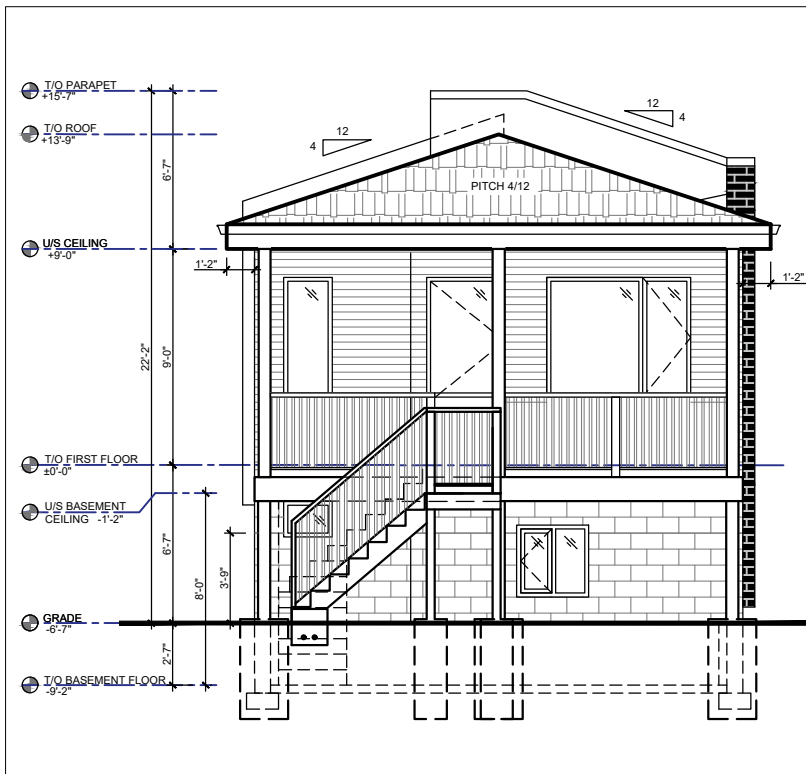 T/O PARAPET
+15'-7"
T/O ROOF
+13'-9"
12
4
12
4
6'-7"
PITCH 4/12
U/S CEILING
+9'-0"
1'-2"
1'-2"
22'-2"
9'-0"
T/O FIRST FLOOR
±0'-0"
U/S BASEMENT
CEILING -1'-2"
6'-7"
3'-9"
8'-0"
GRADE
-6'-7"
2'-7"
T/O BASEMENT FLOOR
-9'-2"